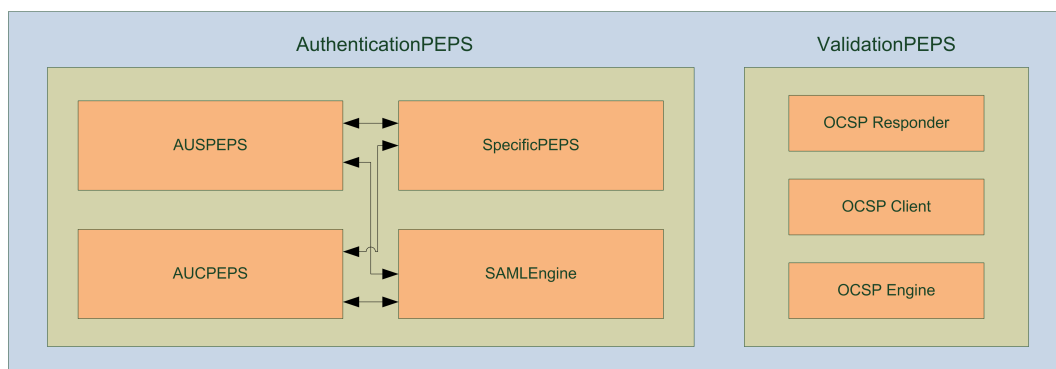 AuthenticationPEPS
ValidationPEPS
AUSPEPS
SpecificPEPS
AUCPEPS
SAMLEngine
OCSP Responder
OCSP Client
OCSP Engine